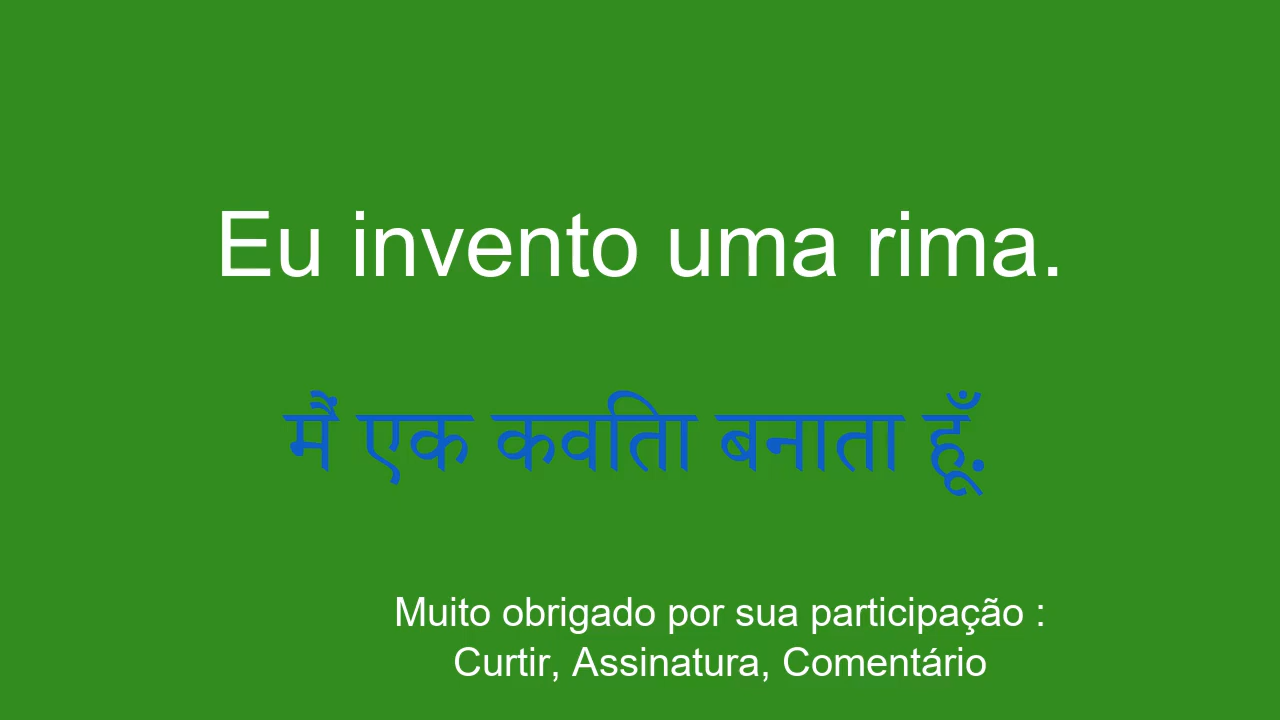 Eu invento uma rima.
मैं एक कविता बनाता हूँ.
Muito obrigado por sua participação :
Curtir, Assinatura, Comentário